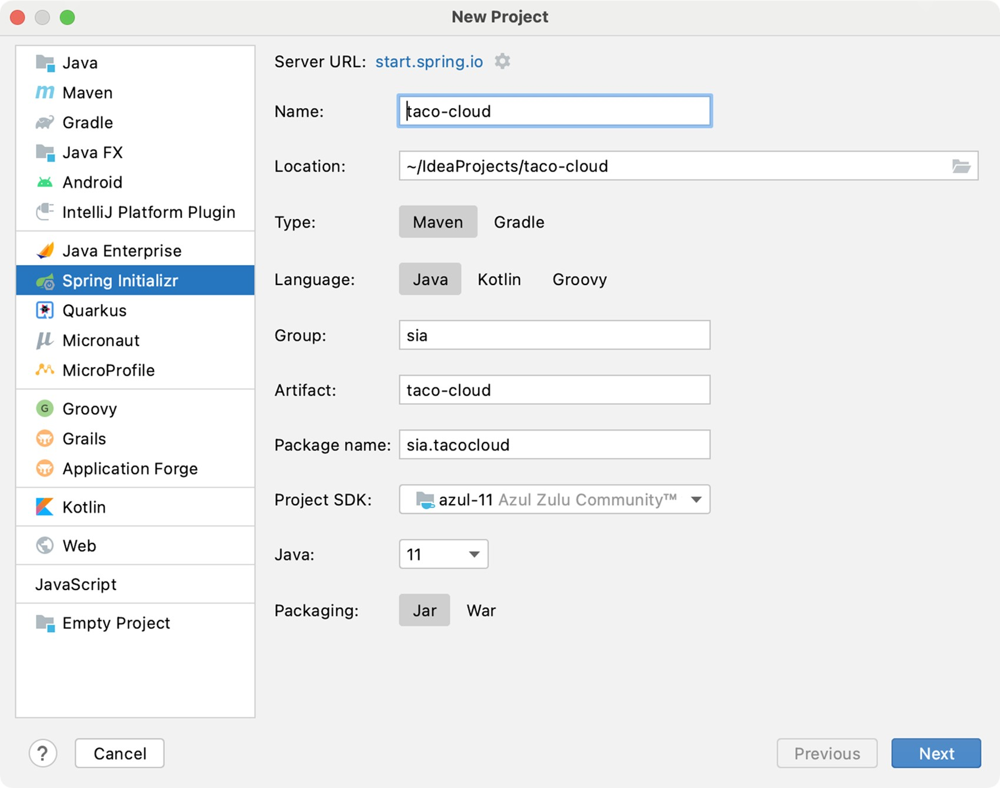 New Project
Java
Maven
Gradle
Java FX
Android
IntelliJ Platform Plugin
Java Enterprise
Spring Initializr
Quarkus
Micronaut
MicroProfile
G Groovy
Grails
Application Forge
Kotlin
Web
JavaScript
Empty Project
Server URL: start.spring.io
Name: taco-cloud
Location: ~/IdeaProjects/taco-cloud
Type: Maven Gradle
Language: Java Kotlin Groovy
Group: sia
Artifact: taco-cloud
Package name: sia.tacocloud
Project SDK: azul-11 Azul Zulu Community™
Java: 11
Packaging: Jar War
? Cancel Previous Next